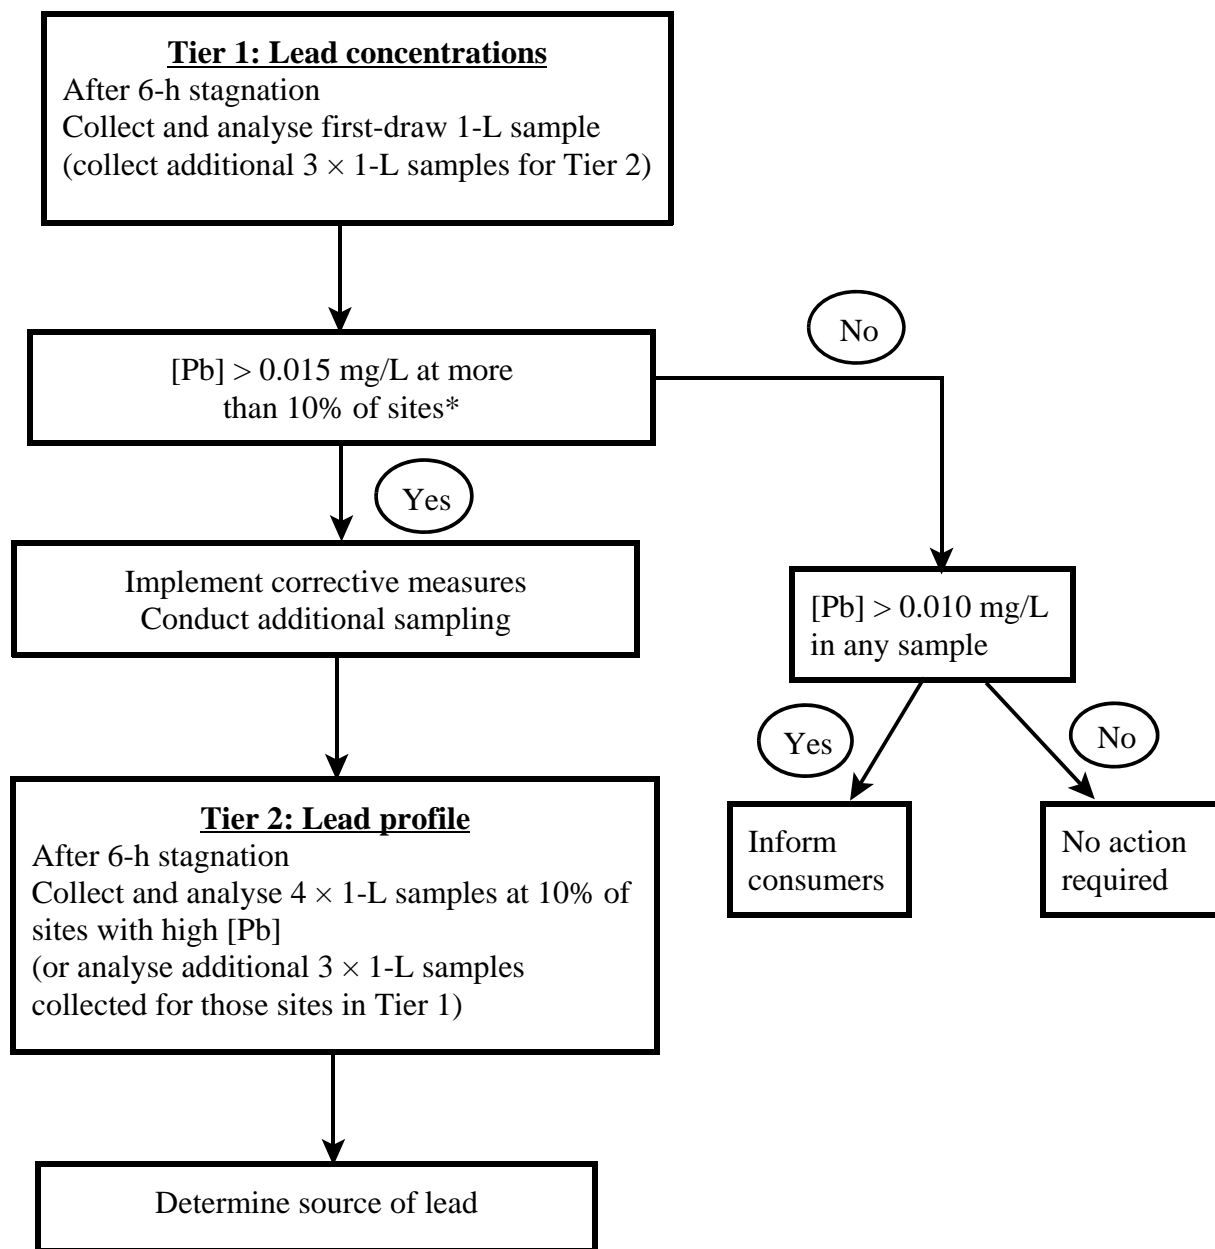 Tier 1: Lead concentrations
After 6-h stagnation
Collect and analyse first-draw 1-L sample
(collect additional 3 × 1-L samples for Tier 2)
No
[Pb] > 0.015 mg/L at more
than 10% of sites*
Yes
Implement corrective measures
Conduct additional sampling
[Pb] > 0.010 mg/L
in any sample
Yes
No
Tier 2: Lead profile
After 6-h stagnation
Collect and analyse 4 × 1-L samples at 10% of
sites with high [Pb]
(or analyse additional 3 × 1-L samples
collected for those sites in Tier 1)
Inform
consumers
No action
required
Determine source of lead